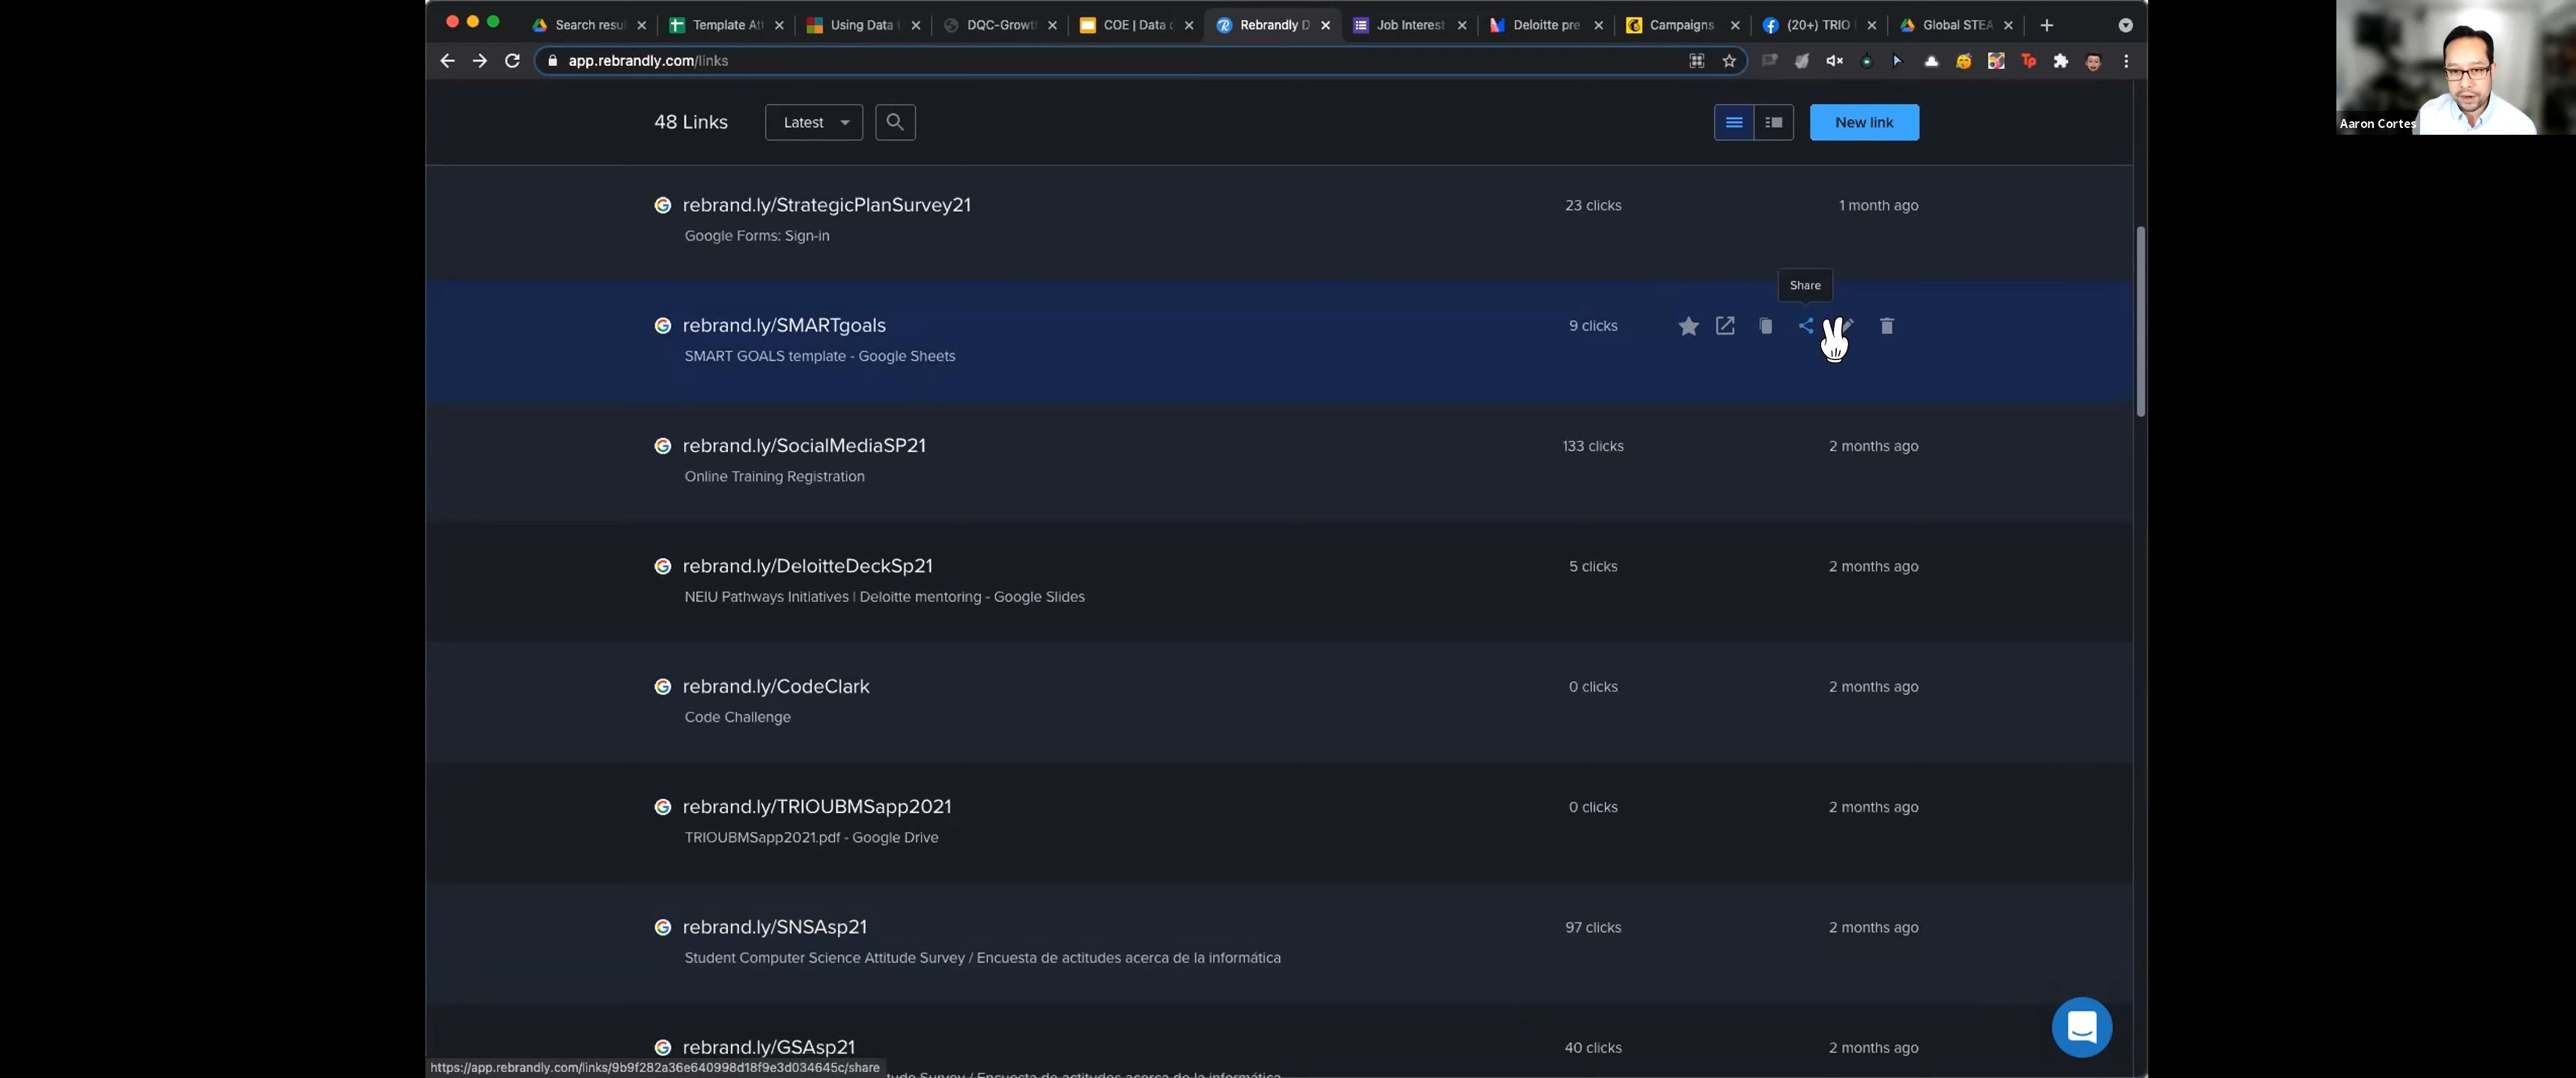 Search resu
Template Att
Using Data
DQC-Growt
COE | Data
Rebrandly D
Job Interest
Deloitte pre
Campaigns
(20+) TRIO
Global STEA
app.rebrandly.com/links
Aaron Cortes
48 Links
Latest
New link
rebrand.ly/StrategicPlanSurvey21
23 clicks
1 month ago
Google Forms: Sign-in
Share
rebrand.ly/SMARTgoals
9 clicks
SMART GOALS template - Google Sheets
rebrand.ly/SocialMediaSP21
133 clicks
2 months ago
Online Training Registration
rebrand.ly/DeloitteDeckSp21
5 clicks
2 months ago
NEIU Pathways Initiatives | Deloitte mentoring - Google Slides
rebrand.ly/CodeClark
0 clicks
2 months ago
Code Challenge
rebrand.ly/TRIOUBMSapp2021
0 clicks
2 months ago
TRIOUBMSapp2021.pdf - Google Drive
rebrand.ly/SNSAsp21
97 clicks
2 months ago
Student Computer Science Attitude Survey / Encuesta de actitudes acerca de la informática
rebrand.ly/GSAsp21
40 clicks
2 months ago
https://app.rebrandly.com/links/9b9f282a36e640998d18f9e3d034645c/share